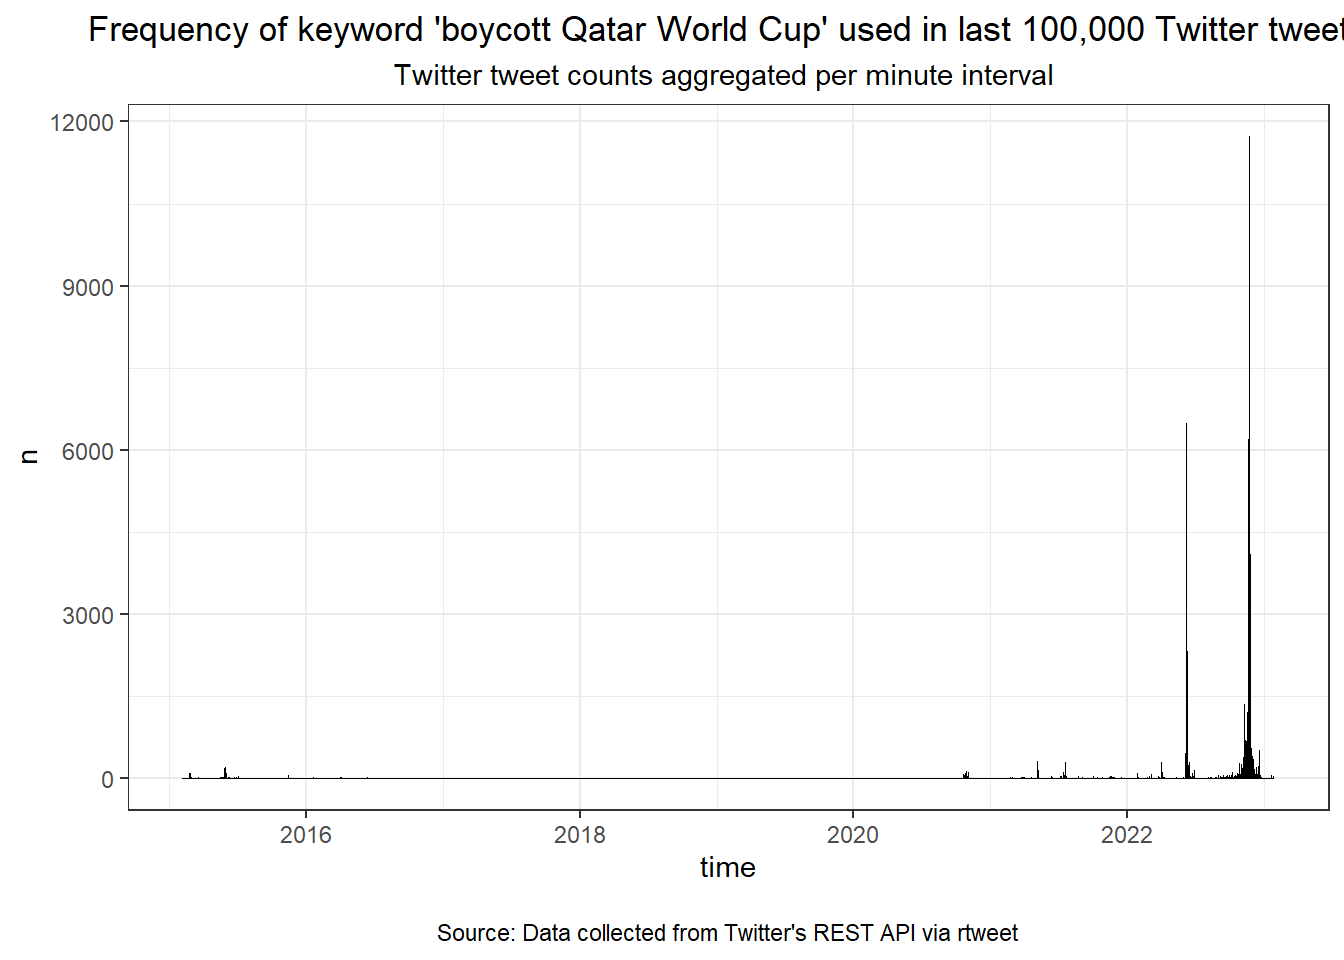 Frequency of keyword 'boycott Qatar World Cup' used in last 100,000 Twitter tweet
Twitter tweet counts aggregated per minute interval
12000
9000
6000
3000
0
n
2016 2018 2020 2022
time
Source: Data collected from Twitter's REST API via rtweet